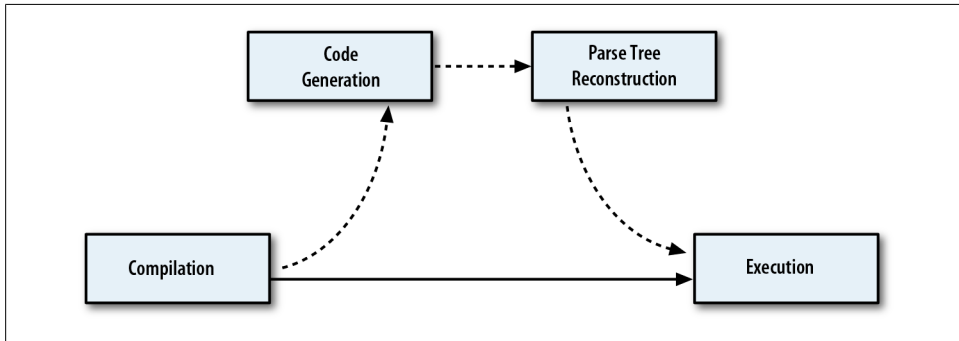 Code
Generation
Parse Tree
Reconstruction
Compilation
Execution